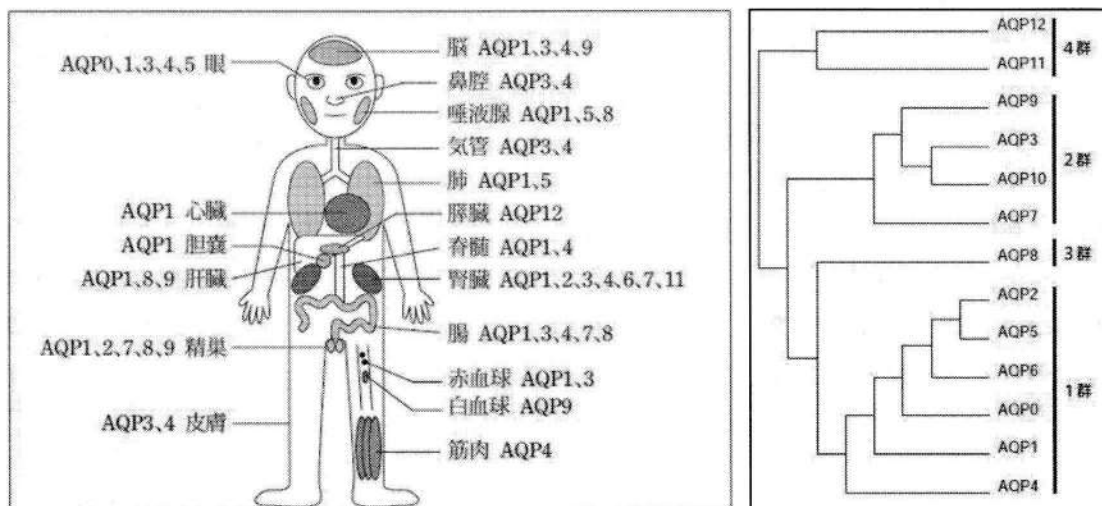 AQP0、1、3、4、5 眼
AQP1 心臓
AQP1 胆嚢
AQP1、8、9 肝臓
AQP1、2、7、8、9 精巣
AQP3、4 皮膚
脳 AQP1、3、4、9
鼻腔 AQP3、4
唾液腺 AQP1、5、8
気管 AQP3、4
肺 AQP1、5
膵臓 AQP12
脊髄 AQP1、4
腎臓 AQP1、2、3、4、6、7、11
腸 AQP1、3、4、7、8
赤血球 AQP1、3
白血球 AQP9
筋肉 AQP4
AQP12
AQP11
4群
AQP9
AQP3
AQP10
AQP7
2群
AQP8
3群
AQP2
AQP5
AQP6
AQP0
AQP1
AQP4
1群